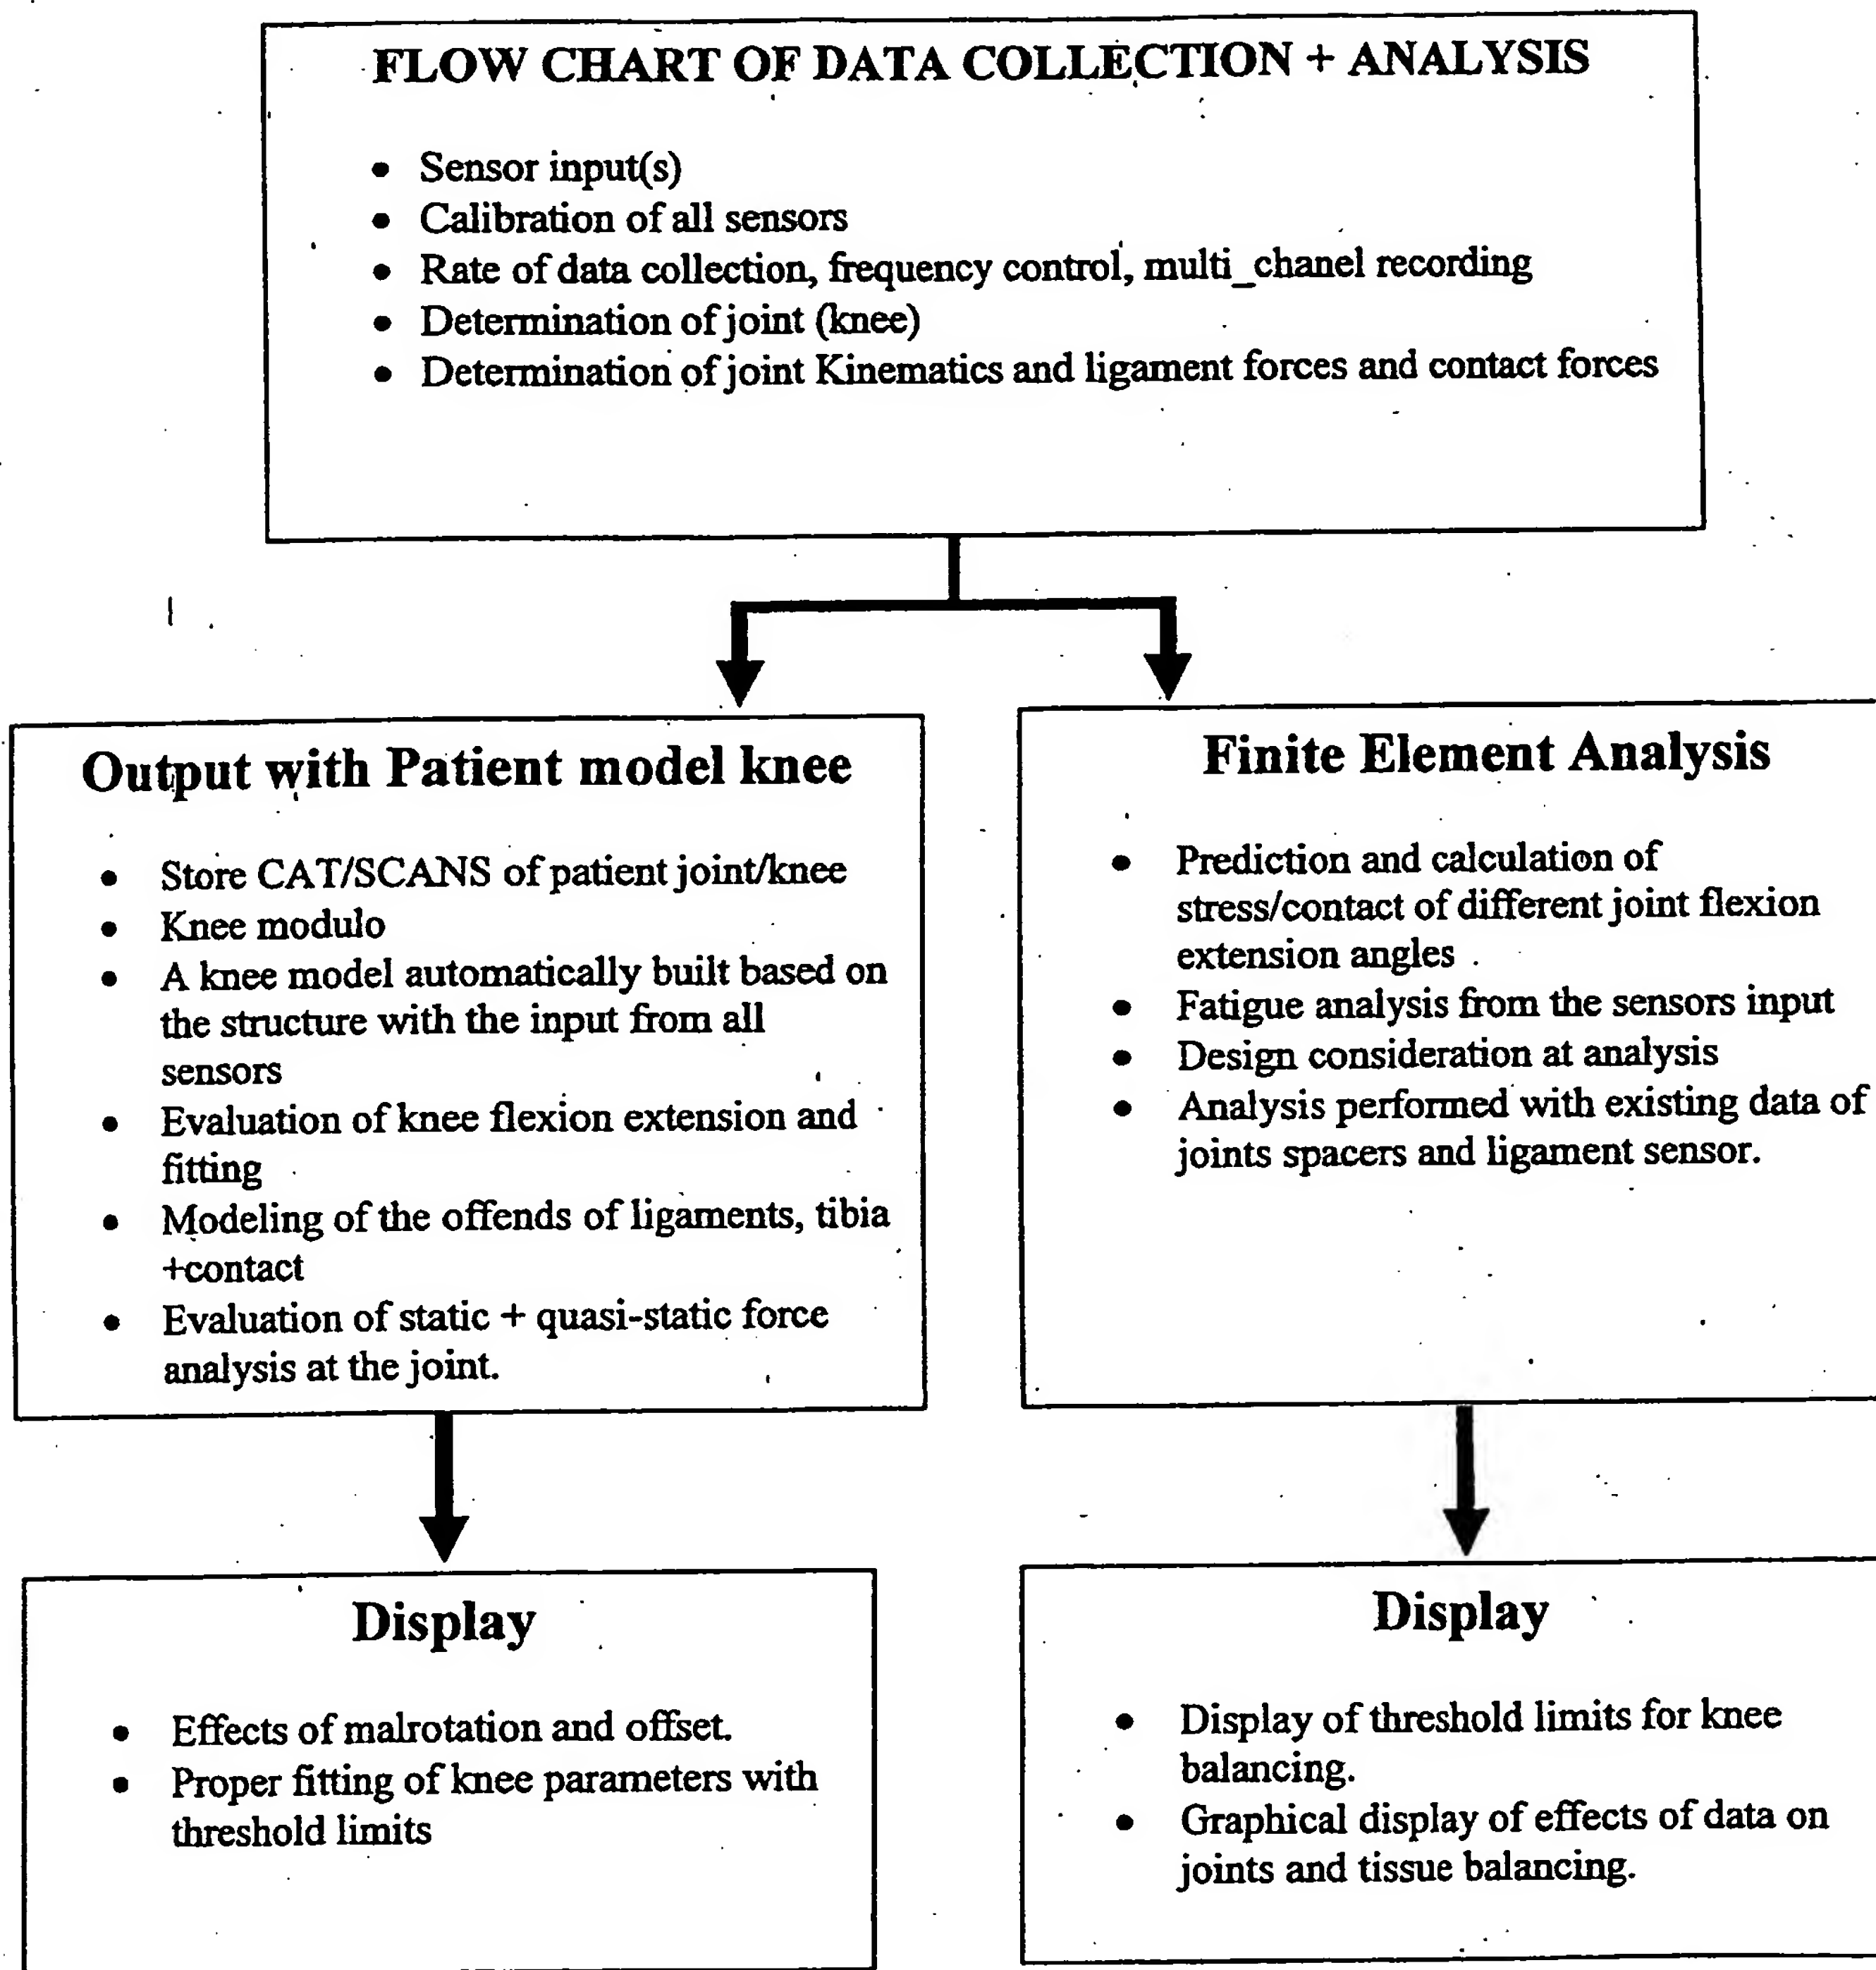 FLOW CHART OF DATA COLLECTION + ANALYSIS
• Sensor input(s)
• Calibration of all sensors
• Rate of data collection, frequency control, multi_chanel recording
• Determination of joint (knee)
• Determination of joint Kinematics and ligament forces and contact forces
Output with Patient model knee
• Store CAT/SCANS of patient joint/knee
• Knee modulo
• A knee model automatically built based on
the structure with the input from all
sensors
• Evaluation of knee flexion extension and
fitting
• Modeling of the offends of ligaments, tibia
+contact
• Evaluation of static + quasi-static force
analysis at the joint.
Finite Element Analysis
• Prediction and calculation of
stress/contact of different joint flexion
extension angles .
• Fatigue analysis from the sensors input
• Design consideration at analysis
• Analysis performed with existing data of
joints spacers and ligament sensor.
Display
• Effects of malrotation and offset.
• Proper fitting of knee parameters with
threshold limits
Display
• Display of threshold limits for knee
balancing.
• Graphical display of effects of data on
joints and tissue balancing.